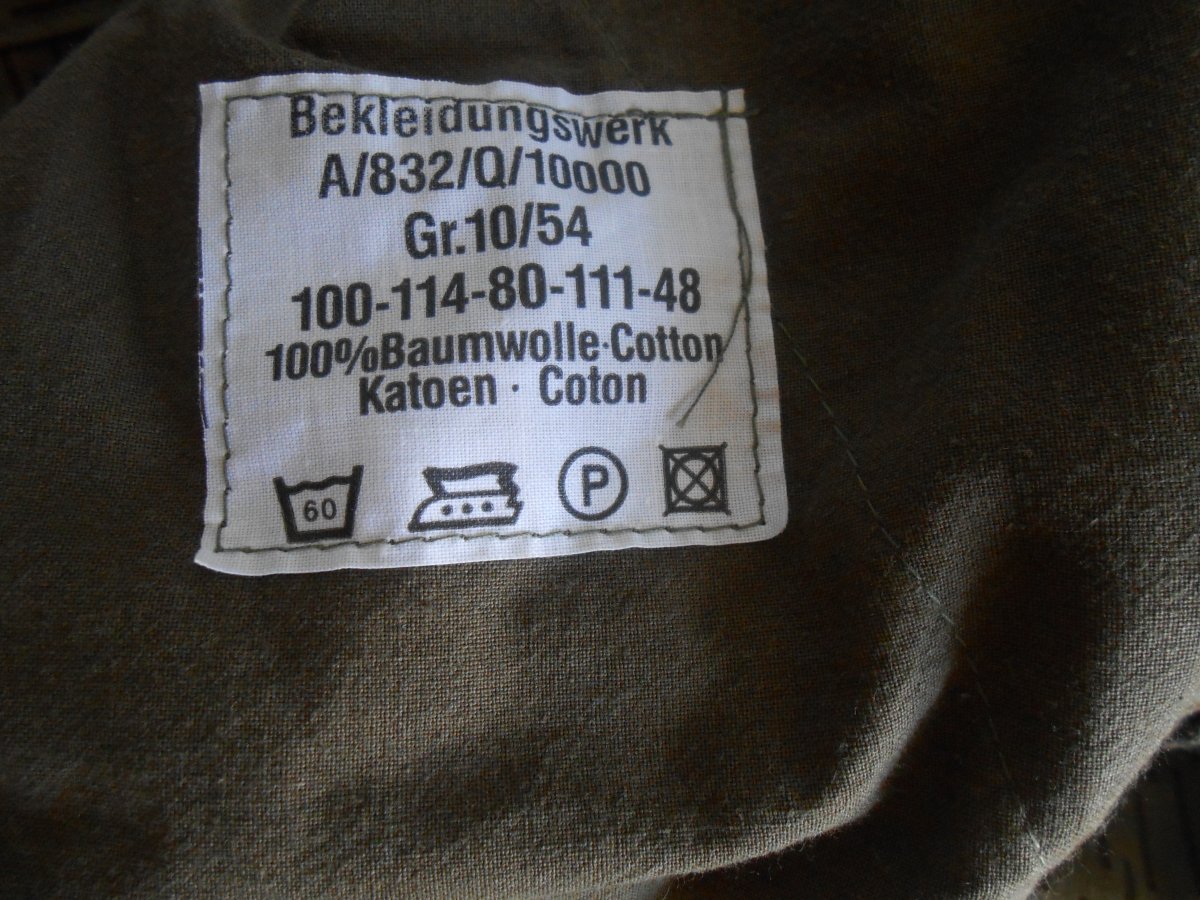 Bekleidungswerk
A/832/Q/10000
Gr.10/54
100-114-80-111-48
100%Baumwolle·Cotton
Katoen · Coton
60 P